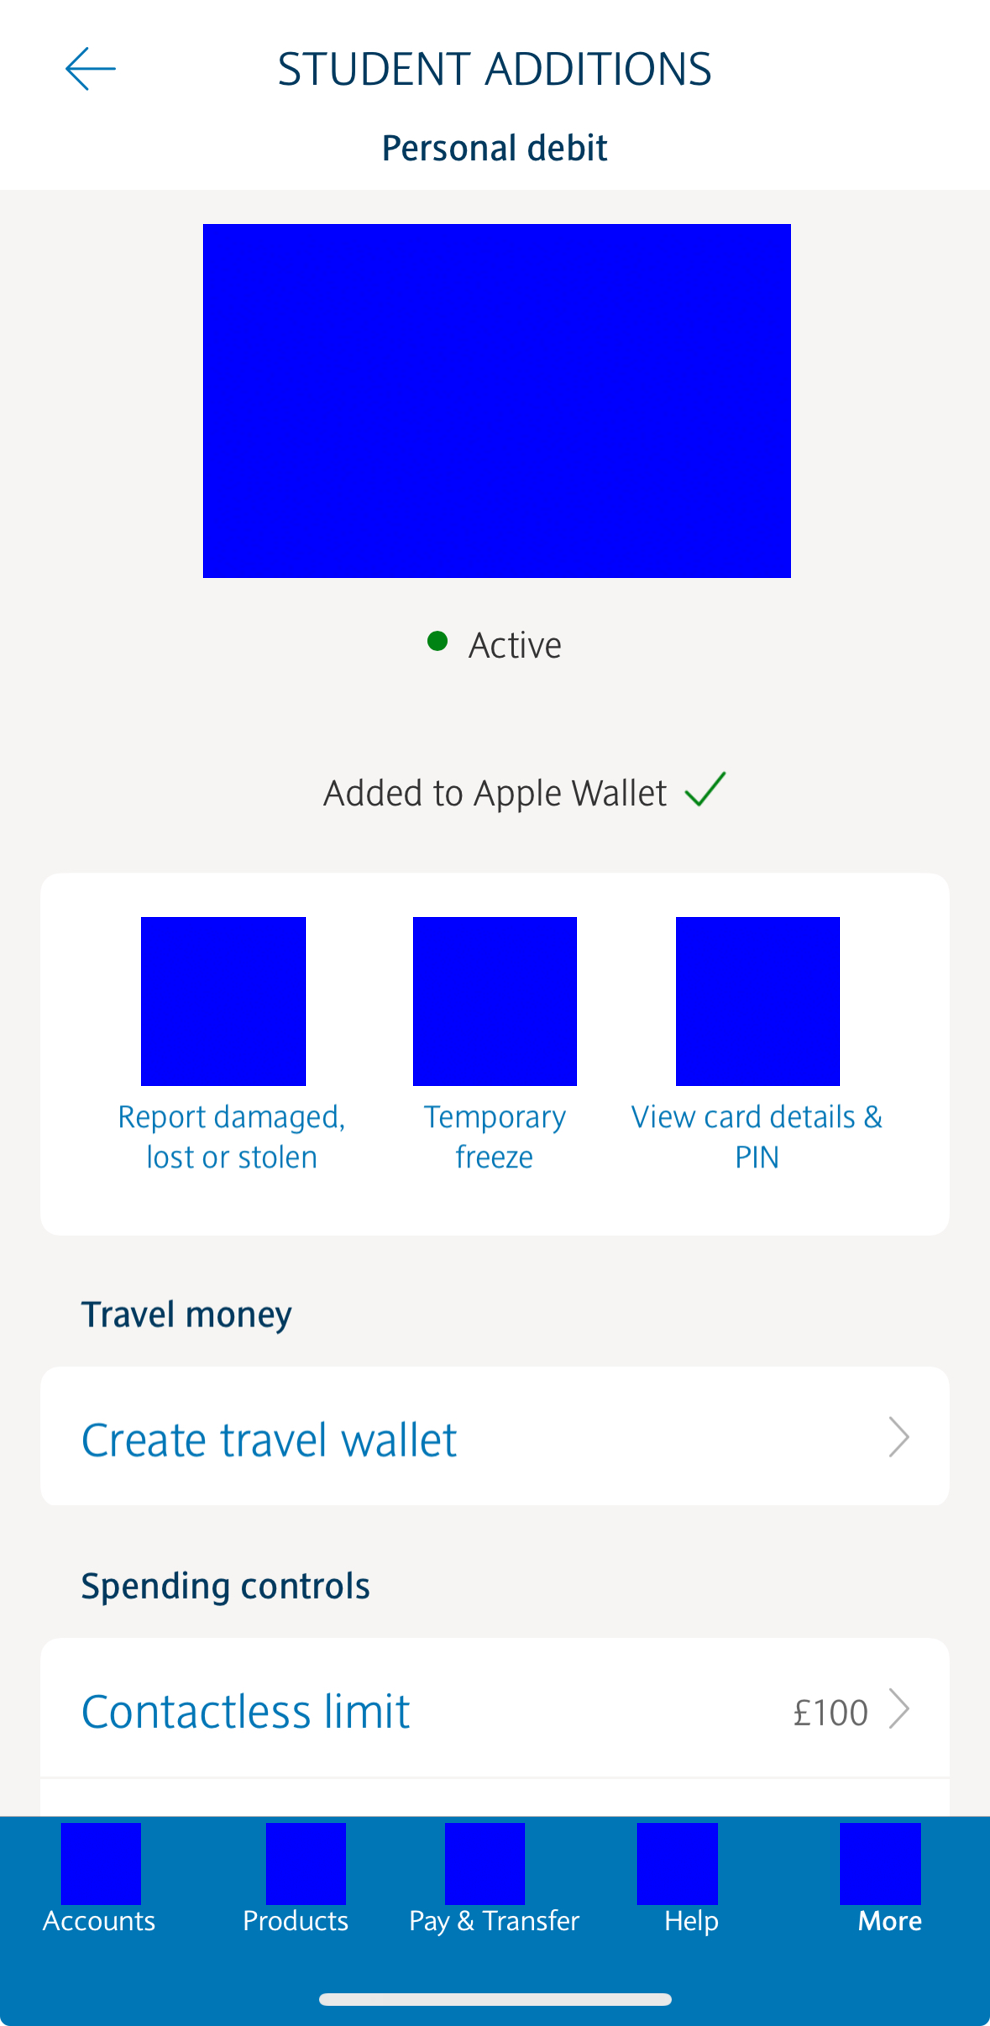 STUDENT ADDITIONS
Personal debit
Active
Added to Apple Wallet
Report damaged,
lost or stolen
Temporary
freeze
View card details &
PIN
Travel money
Create travel wallet
Spending controls
Contactless limit £100
Accounts Products Pay & Transfer Help More